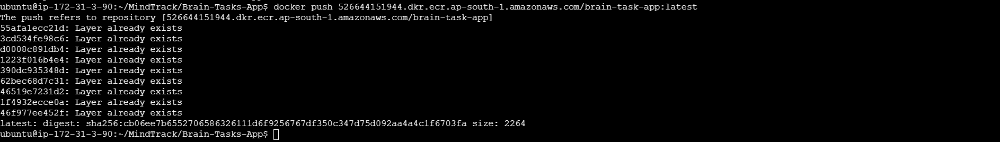 ubuntu@ip-172-31-3-90:~/MindTrack/Brain-Tasks-App$ docker push 526644151944.dkr.ecr.ap-south-1.amazonaws.com/brain-task-app:latest
The push refers to repository [526644151944.dkr.ecr.ap-south-1.amazonaws.com/brain-task-app]
55afa1ecc21d: Layer already exists
3cd534fe98c6: Layer already exists
d0008c891db4: Layer already exists
1223f016b4e4: Layer already exists
390dc935348d: Layer already exists
62bec68d7c31: Layer already exists
46519e7231d2: Layer already exists
1f4932ecce0a: Layer already exists
46f977ee452f: Layer already exists
latest: digest: sha256:cb06ee7b6552706586326111d6f9256767df350c347d75d092aa4a4c1f6703fa size: 2264
ubuntu@ip-172-31-3-90:~/MindTrack/Brain-Tasks-App$